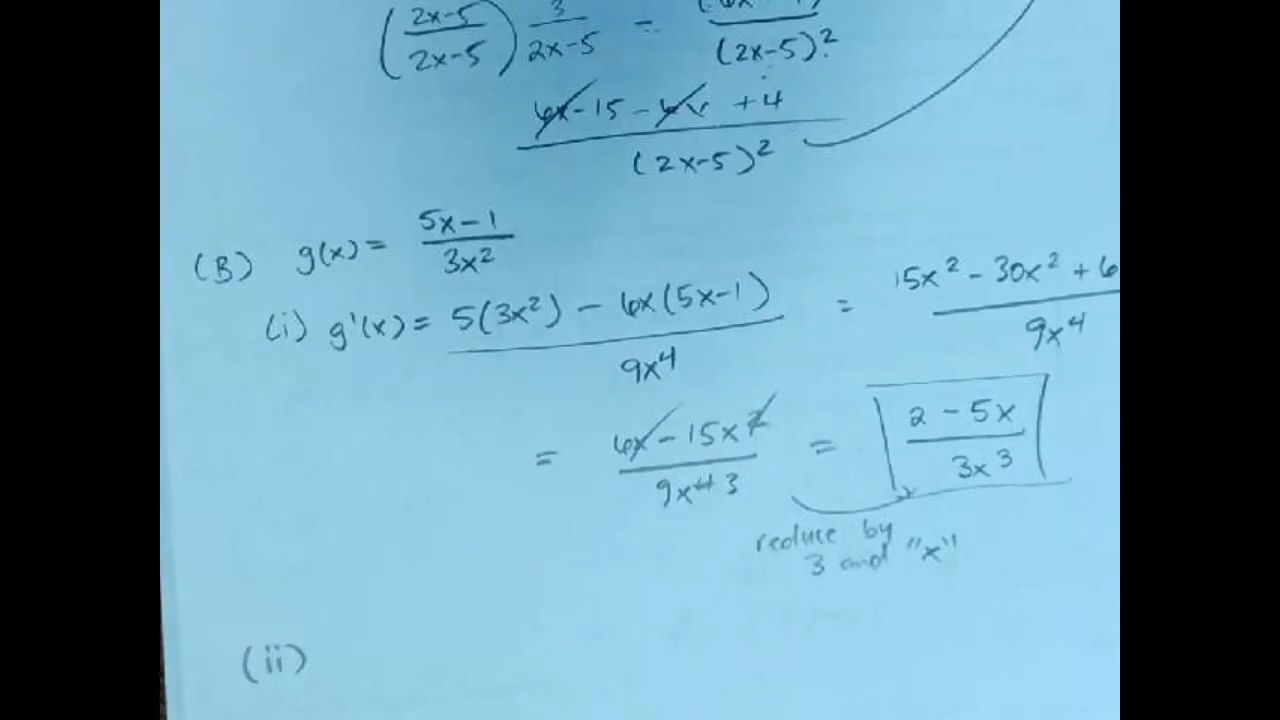 (2x-5/2x-5) 3/2x-5 = /(2x-5)²
6x-15-6x+4/(2x-5)²
(B) g(x) = 5x-1/3x²
(i) g'(x) = 5(3x²) - 6x(5x-1)/9x⁴ = 15x² - 30x² + 6/9x⁴
= 6x - 15x²/9x⁴ 3 = 2 - 5x/3x³
reduce by
3 and "x"
(ii)